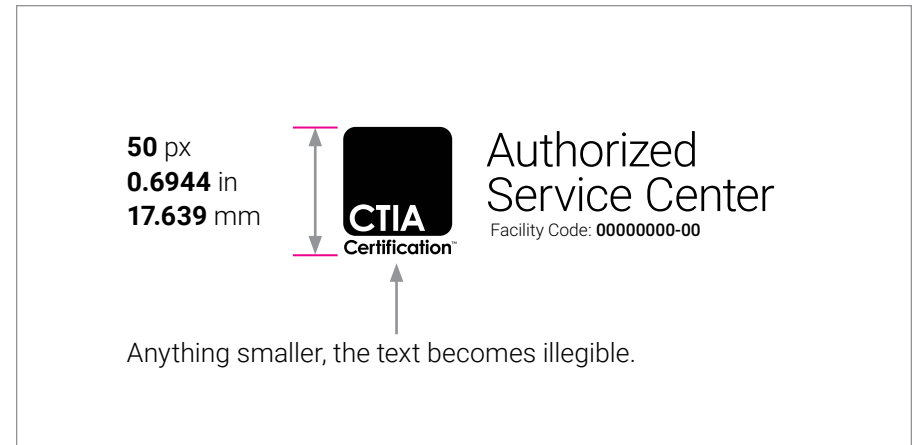 50 px
0.6944 in
17.639 mm
CTIA
Certification™
Authorized
Service Center
Facility Code: 00000000-00
Anything smaller, the text becomes illegible.